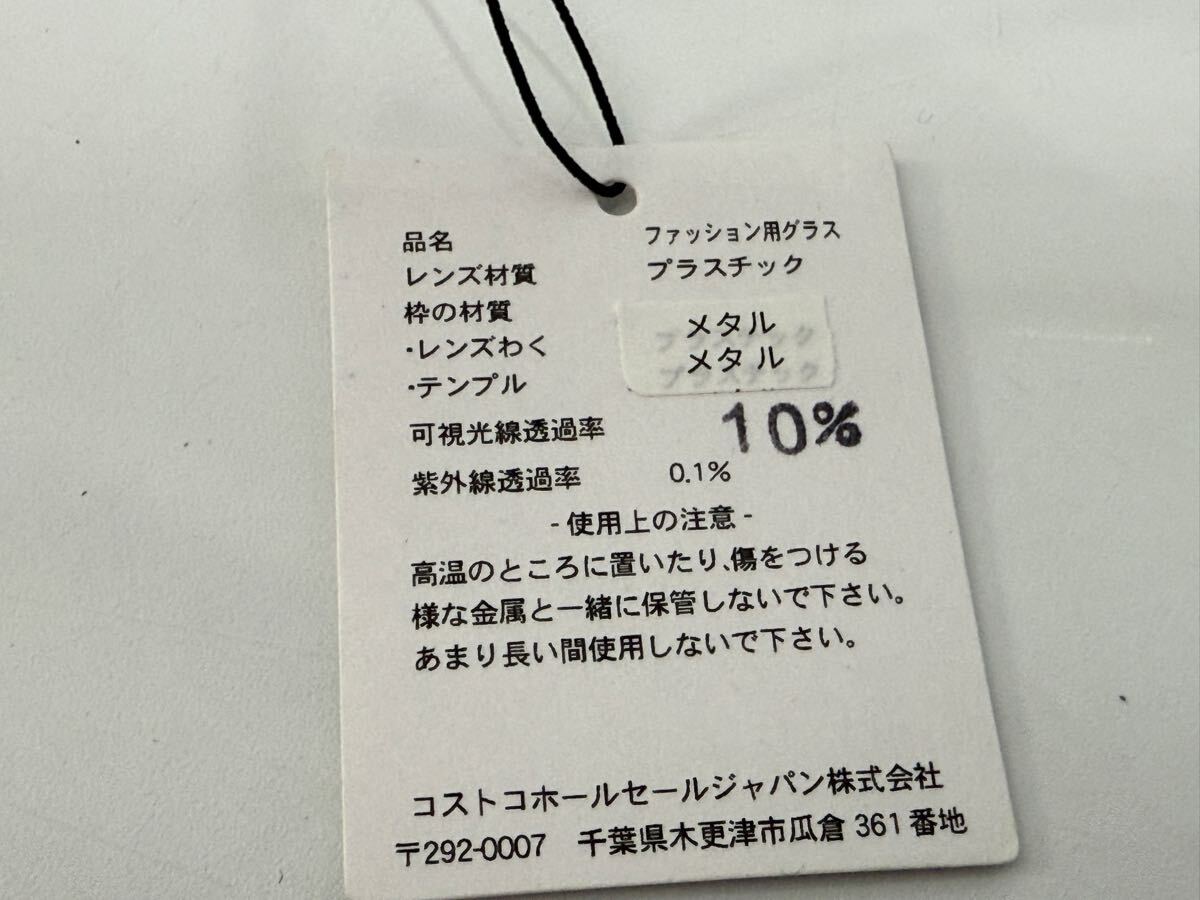 品名 ファッション用グラス
レンズ材質 プラスチック
枠の材質
・レンズわく メタル
・テンプル メタル
可視光線透過率 10%
紫外線透過率 0.1%
- 使用上の注意 -
高温のところに置いたり、傷をつける
様な金属と一緒に保管しないで下さい。
あまり長い間使用しないで下さい。
コストコホールセールジャパン株式会社
〒292-0007 千葉県木更津市瓜倉 361 番地